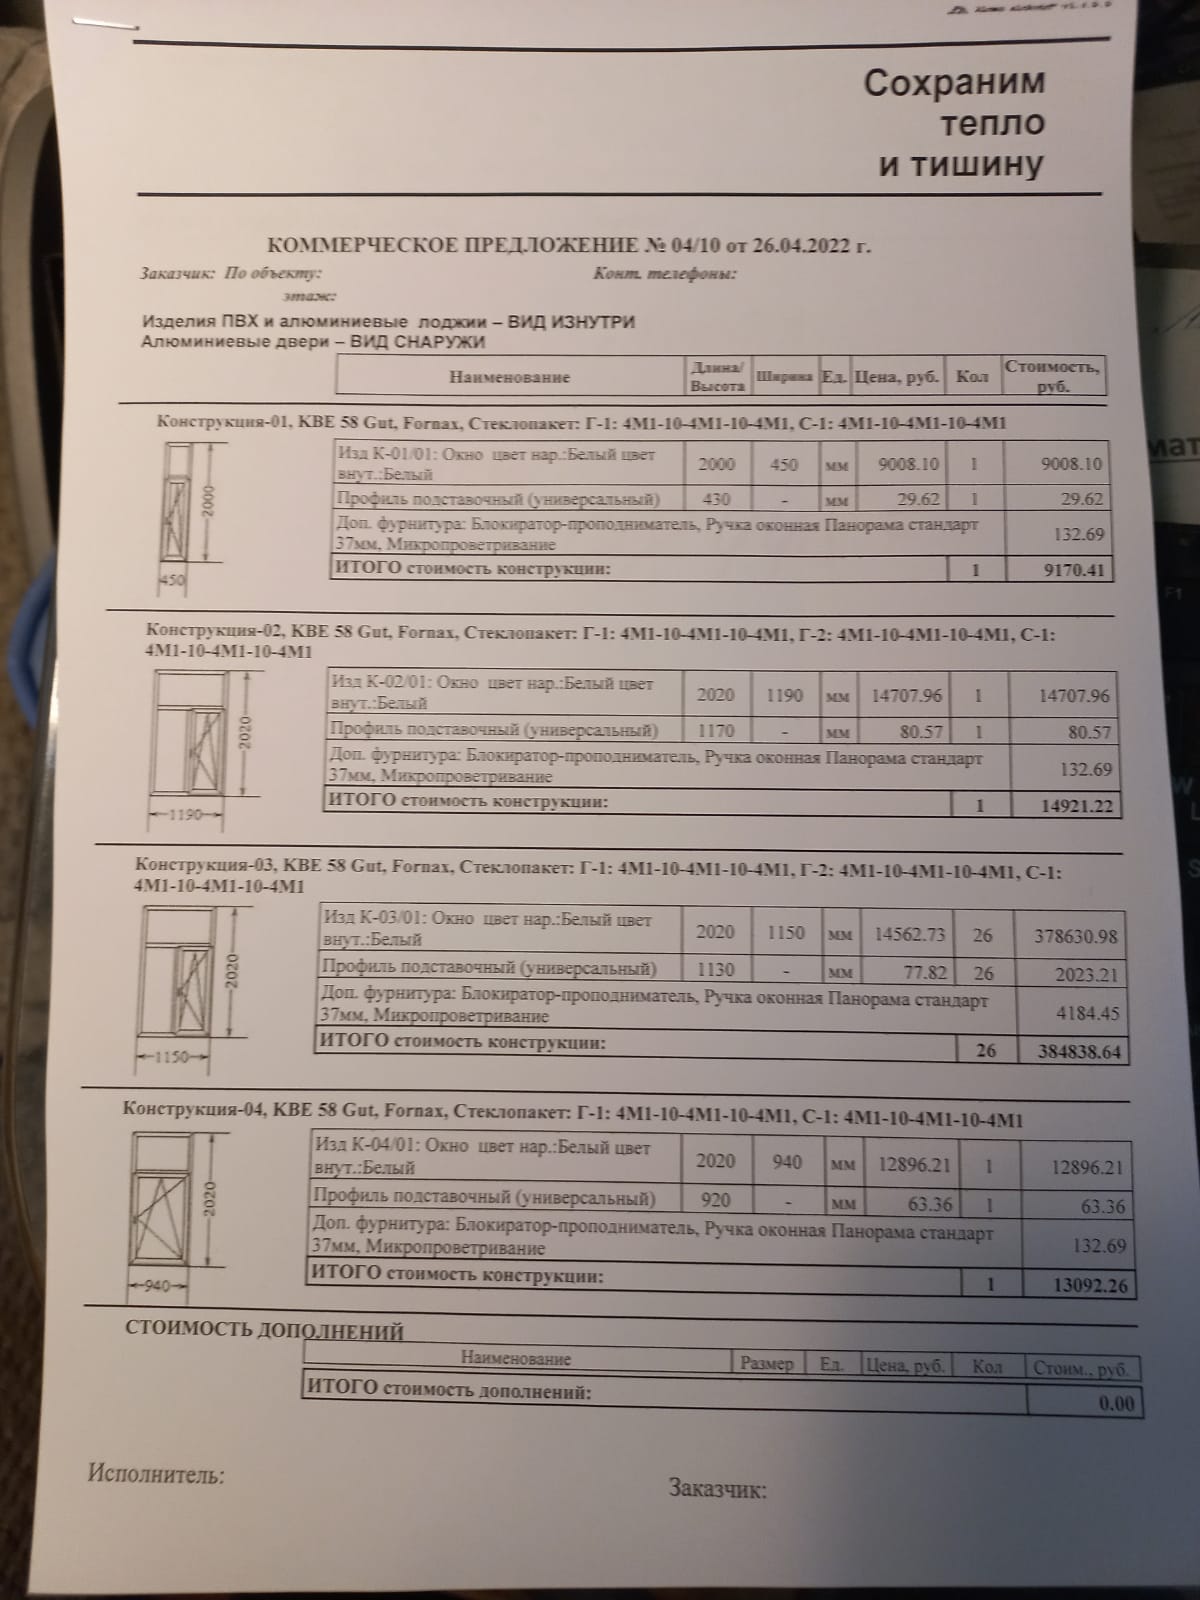 Сохраним
тепло
и тишину
КОММЕРЧЕСКОЕ ПРЕДЛОЖЕНИЕ № 04/10 от 26.04.2022 г.
Заказчик: По объекту: Конт. телефоны:
этаж:
Изделия ПВХ и алюминиевые лоджии – ВИД ИЗНУТРИ
Алюминиевые двери – ВИД СНАРУЖИ
Наименование Длина/Высота Ширина Ед. Цена, руб. Кол Стоимость, руб.
Конструкция-01, KBE 58 Gut, Fornax, Стеклопакет: Г-1: 4М1-10-4М1-10-4М1, С-1: 4М1-10-4М1-10-4М1
2000
450
Изд К-01/01: Окно цвет нар.:Белый цвет
внут.:Белый 2000 450 мм 9008.10 1 9008.10
Профиль подставочный (универсальный) 430 - мм 29.62 1 29.62
Доп. фурнитура: Блокиратор-проподниматель, Ручка оконная Панорама стандарт
37мм, Микропроветривание 132.69
ИТОГО стоимость конструкции: 1 9170.41
Конструкция-02, KBE 58 Gut, Fornax, Стеклопакет: Г-1: 4М1-10-4М1-10-4М1, Г-2: 4М1-10-4М1-10-4М1, С-1:
4М1-10-4М1-10-4М1
2020
1190
Изд К-02/01: Окно цвет нар.:Белый цвет
внут.:Белый 2020 1190 мм 14707.96 1 14707.96
Профиль подставочный (универсальный) 1170 - мм 80.57 1 80.57
Доп. фурнитура: Блокиратор-проподниматель, Ручка оконная Панорама стандарт
37мм, Микропроветривание 132.69
ИТОГО стоимость конструкции: 1 14921.22
Конструкция-03, KBE 58 Gut, Fornax, Стеклопакет: Г-1: 4М1-10-4М1-10-4М1, Г-2: 4М1-10-4М1-10-4М1, С-1:
4М1-10-4М1-10-4М1
2020
1150
Изд К-03/01: Окно цвет нар.:Белый цвет
внут.:Белый 2020 1150 мм 14562.73 26 378630.98
Профиль подставочный (универсальный) 1130 - мм 77.82 26 2023.21
Доп. фурнитура: Блокиратор-проподниматель, Ручка оконная Панорама стандарт
37мм, Микропроветривание 4184.45
ИТОГО стоимость конструкции: 26 384838.64
Конструкция-04, KBE 58 Gut, Fornax, Стеклопакет: Г-1: 4М1-10-4М1-10-4М1, С-1: 4М1-10-4М1-10-4М1
2020
940
Изд К-04/01: Окно цвет нар.:Белый цвет
внут.:Белый 2020 940 мм 12896.21 1 12896.21
Профиль подставочный (универсальный) 920 - мм 63.36 1 63.36
Доп. фурнитура: Блокиратор-проподниматель, Ручка оконная Панорама стандарт
37мм, Микропроветривание 132.69
ИТОГО стоимость конструкции: 1 13092.26
СТОИМОСТЬ ДОПОЛНЕНИЙ
Наименование Размер Ед. Цена, руб. Кол Стоим., руб.
ИТОГО стоимость дополнений: 0.00
Исполнитель: Заказчик:
F1